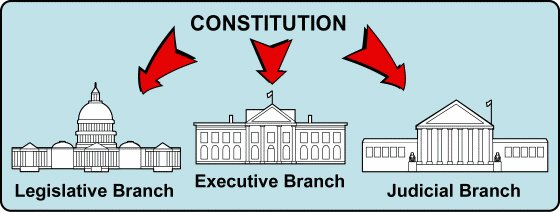 CONSTITUTION
Legislative Branch
Executive Branch
Judicial Branch